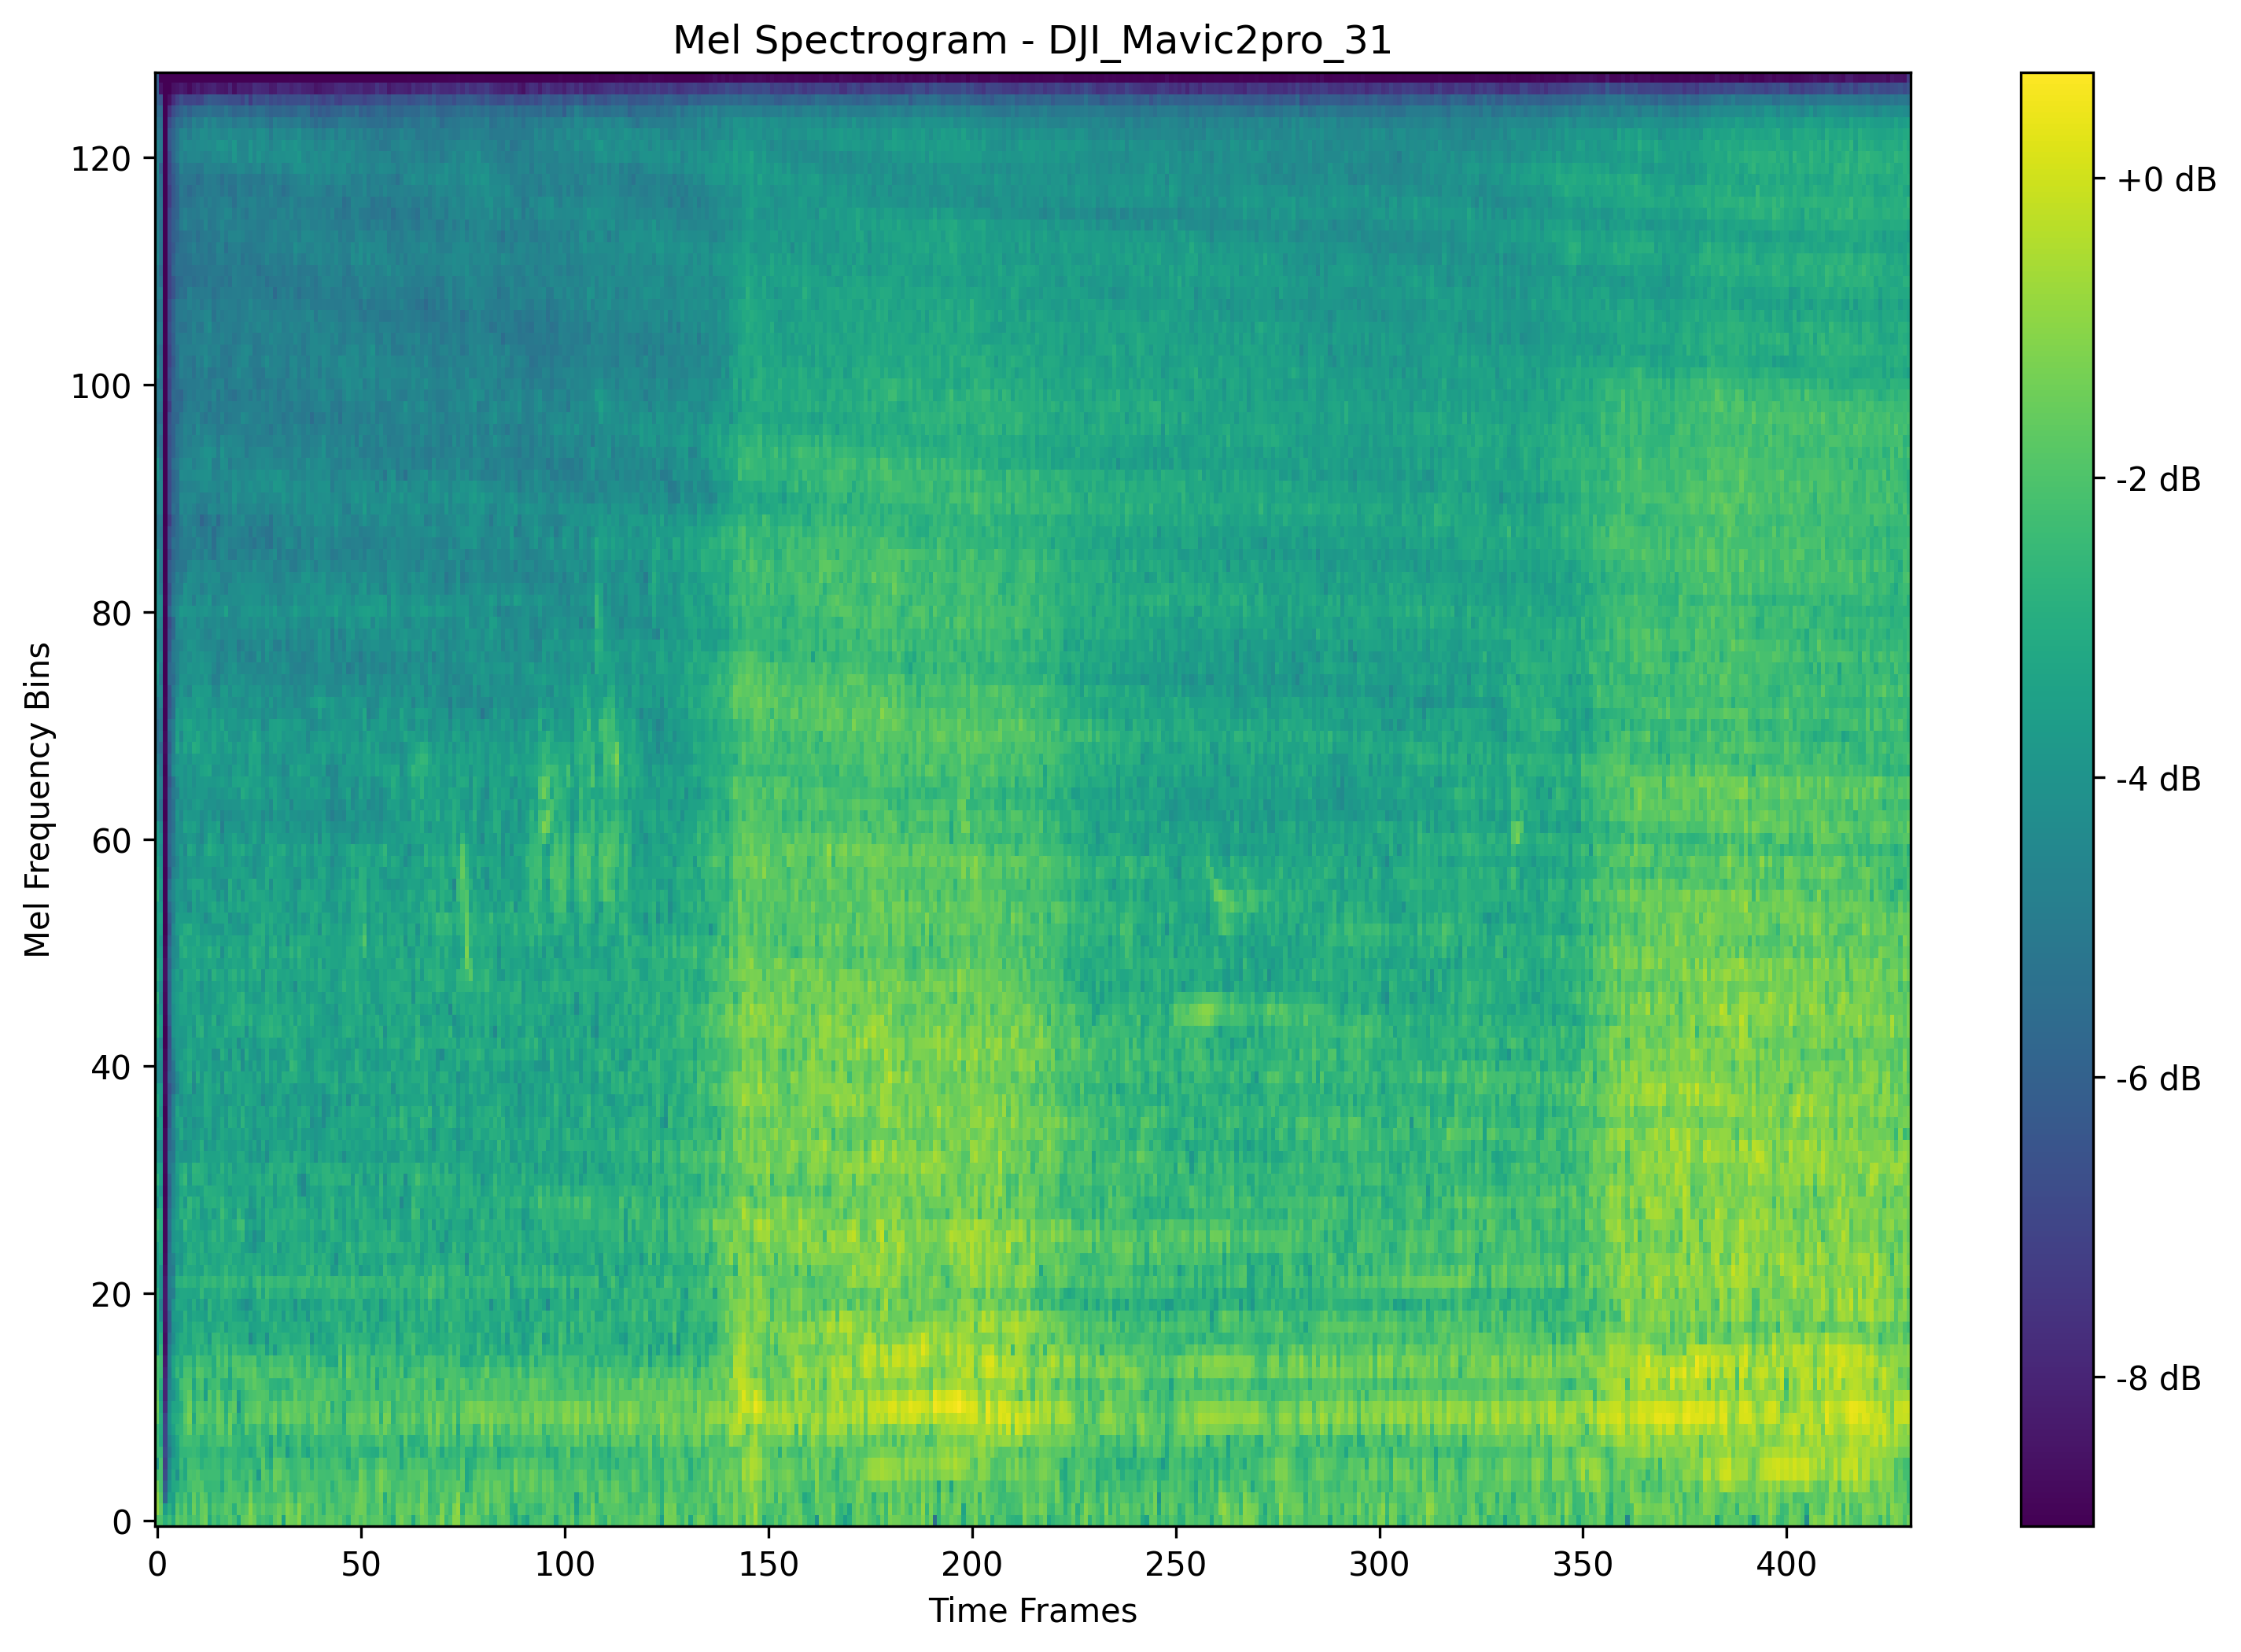 Mel Spectrogram - DJI_Mavic2pro_31
Mel Frequency Bins
120
100
80
60
40
20
0
0 50 100 150 200 250 300 350 400
Time Frames
+0 dB
-2 dB
-4 dB
-6 dB
-8 dB